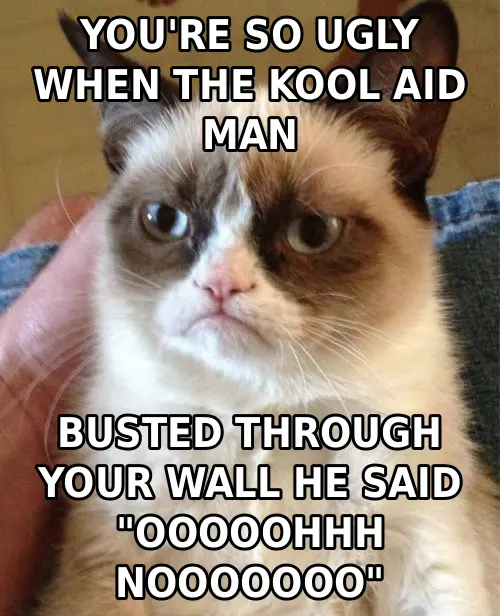 YOU'RE SO UGLY
WHEN THE KOOL AID
MAN
BUSTED THROUGH
YOUR WALL HE SAID
"OOOOOHHH
NOOOOOOO"